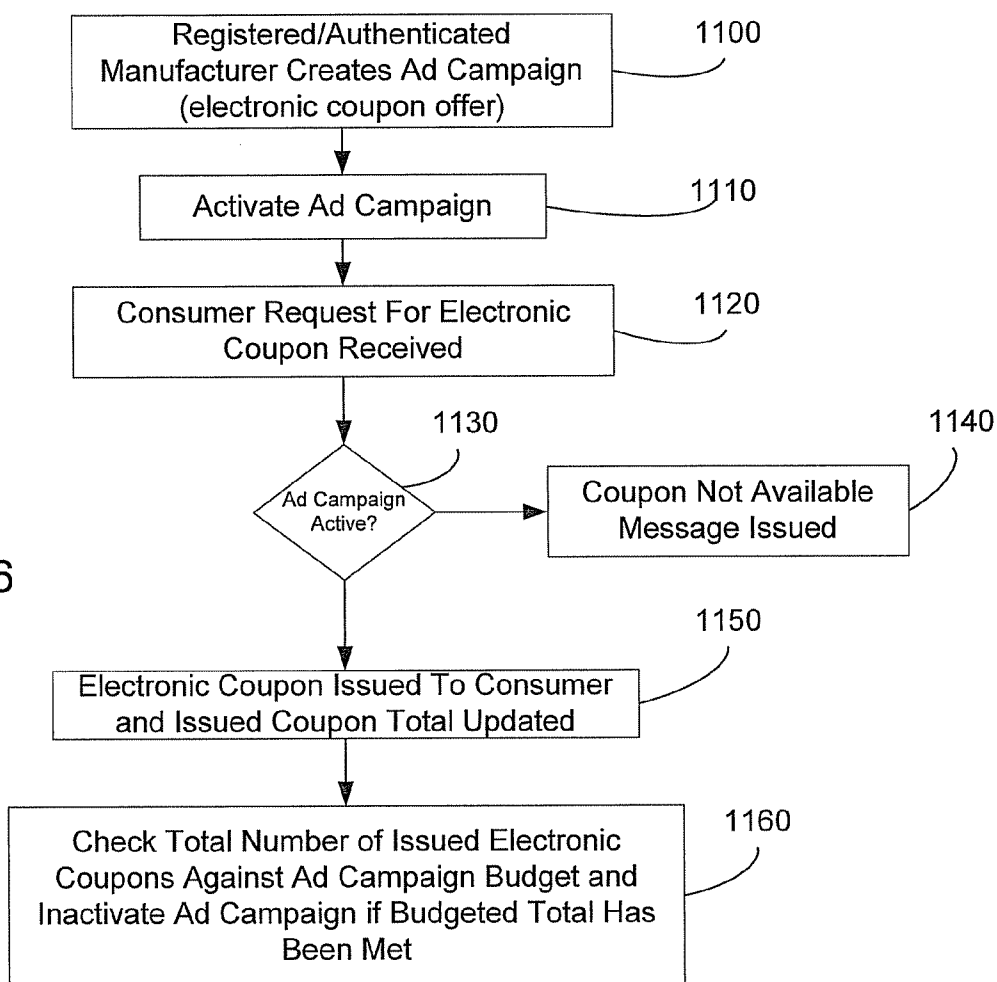 Registered/Authenticated
Manufacturer Creates Ad Campaign
(electronic coupon offer)
1100
Activate Ad Campaign
1110
Consumer Request For Electronic
Coupon Received
1120
1130
Ad Campaign
Active?
1140
Coupon Not Available
Message Issued
6
1150
Electronic Coupon Issued To Consumer
and Issued Coupon Total Updated
1160
Check Total Number of Issued Electronic
Coupons Against Ad Campaign Budget and
Inactivate Ad Campaign if Budgeted Total Has
Been Met